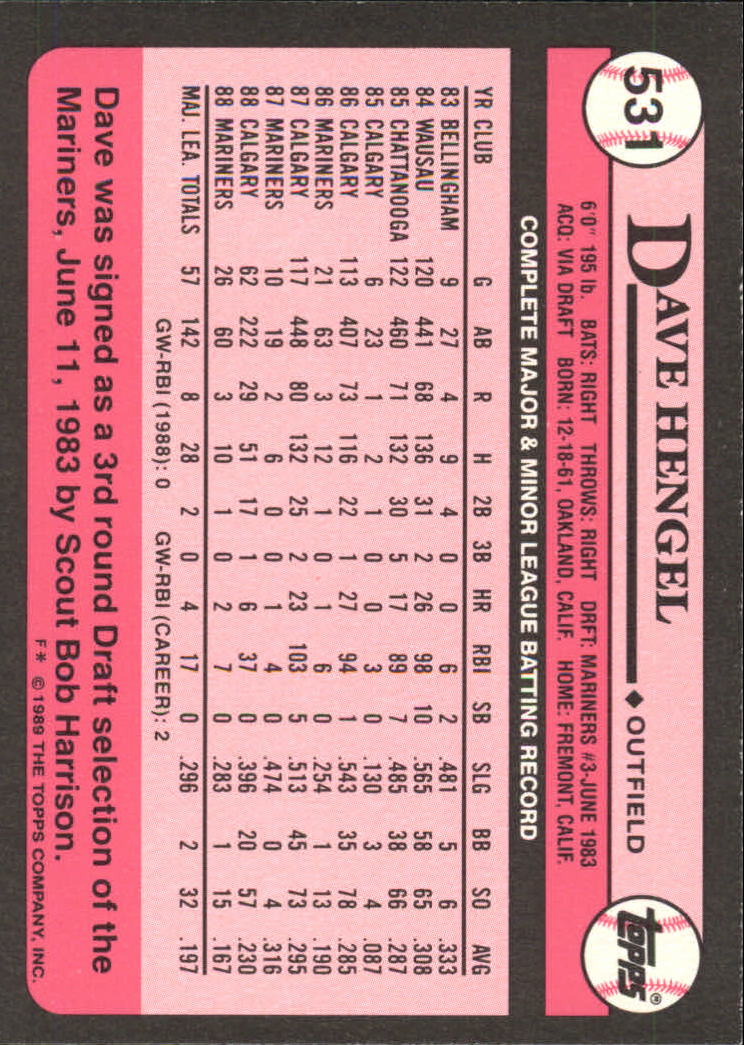 531
DAVE HENGEL ♦ OUTFIELD
topps®
6'0" 195 lb. BATS: RIGHT THROWS: RIGHT DRFT: MARINERS #3-JUNE 1983
ACQ: VIA DRAFT BORN: 12-18-61, OAKLAND, CALIF. HOME: FREMONT, CALIF.
COMPLETE MAJOR & MINOR LEAGUE BATTING RECORD
YR CLUB G AB R H 2B 3B HR RBI SB SLG BB SO AVG
83 BELLINGHAM 9 27 4 9 4 0 0 6 2 .481 5 6 .333
84 WAUSAU 120 441 68 136 31 2 26 98 10 .565 58 65 .308
85 CHATTANOOGA 122 460 71 132 30 5 17 89 7 .485 38 66 .287
85 CALGARY 6 23 1 2 1 0 0 3 0 .130 3 4 .087
86 CALGARY 113 407 73 116 22 1 27 94 1 .543 35 78 .285
86 MARINERS 21 63 3 12 1 0 1 6 0 .254 1 13 .190
87 CALGARY 117 448 80 132 25 2 23 103 5 .513 45 73 .295
87 MARINERS 10 19 2 6 0 0 1 4 0 .474 0 4 .316
88 CALGARY 62 222 29 51 17 1 6 37 0 .396 20 57 .230
88 MARINERS 26 60 3 10 1 0 2 7 0 .283 1 15 .167
MAJ. LEA. TOTALS 57 142 8 28 2 0 4 17 0 .296 2 32 .197
GW-RBI (1988): 0 GW-RBI (CAREER): 2
Dave was signed as a 3rd round Draft selection of the
Mariners, June 11, 1983 by Scout Bob Harrison.
F* © 1989 THE TOPPS COMPANY, INC.